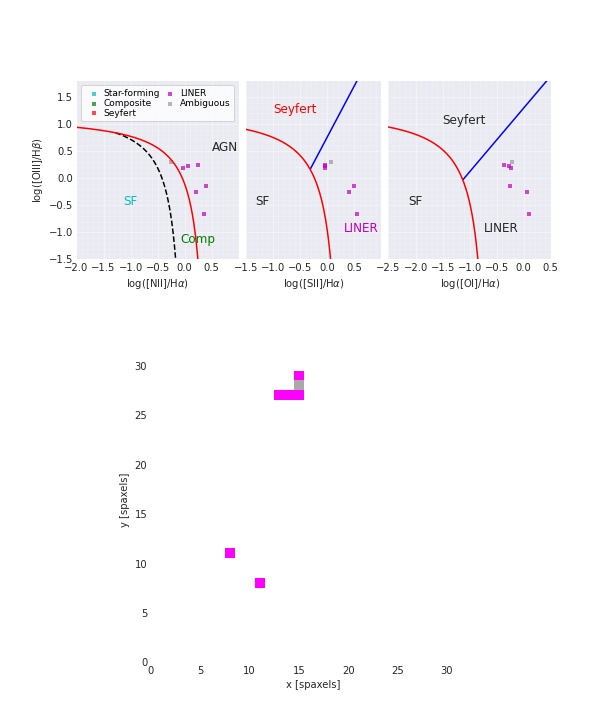 Star-forming
Composite
Seyfert
LINER
Ambiguous
1.5
1.0
0.5
0.0
−0.5
−1.0
−1.5
log([OIII]/Hβ)
AGN
SF
Comp
−2.0 −1.5 −1.0 −0.5 0.0 0.5
log([NII]/Hα)
Seyfert
SF
LINER
−1.5 −1.0 −0.5 0.0 0.5
log([SII]/Hα)
Seyfert
SF
LINER
−2.5 −2.0 −1.5 −1.0 −0.5 0.0 0.5
log([OI]/Hα)
30
25
20
15
10
5
0
y [spaxels]
0 5 10 15 20 25 30
x [spaxels]